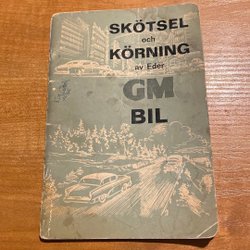 SKÖTSEL
och
KÖRNING
av Eder
GM
BIL